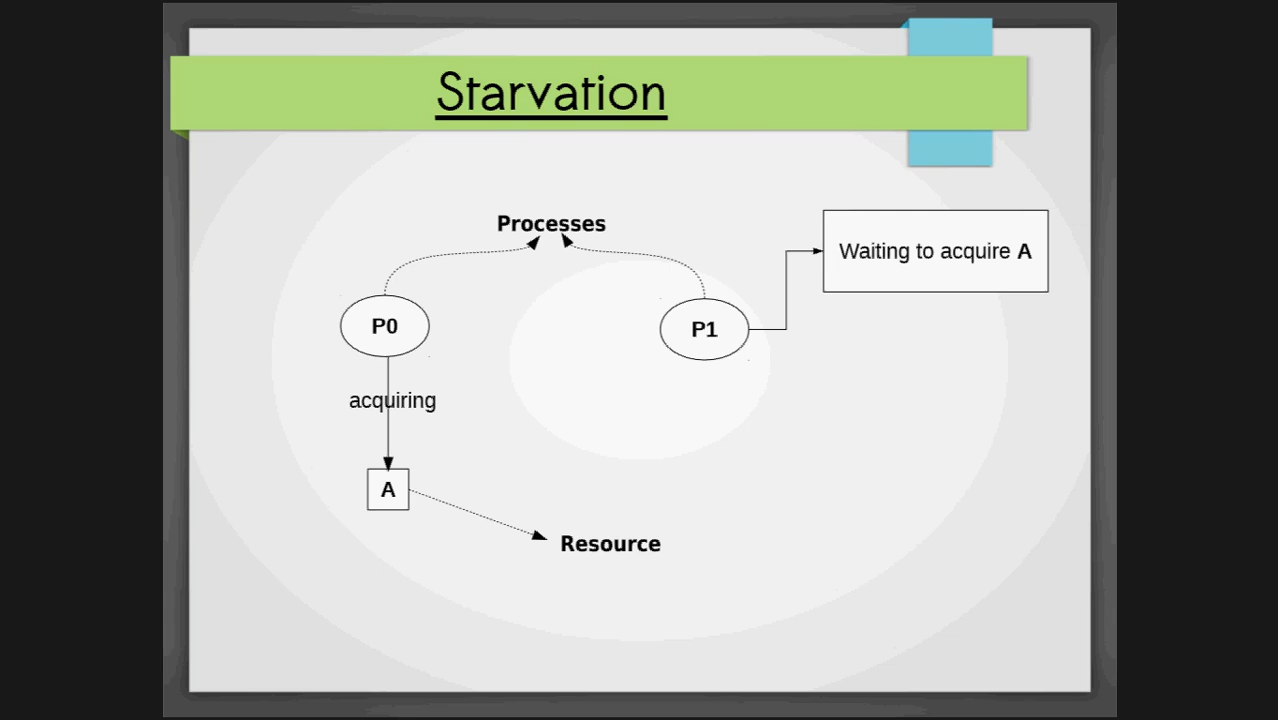 Starvation
Processes
Waiting to acquire A
P0
P1
acquiring
A
Resource